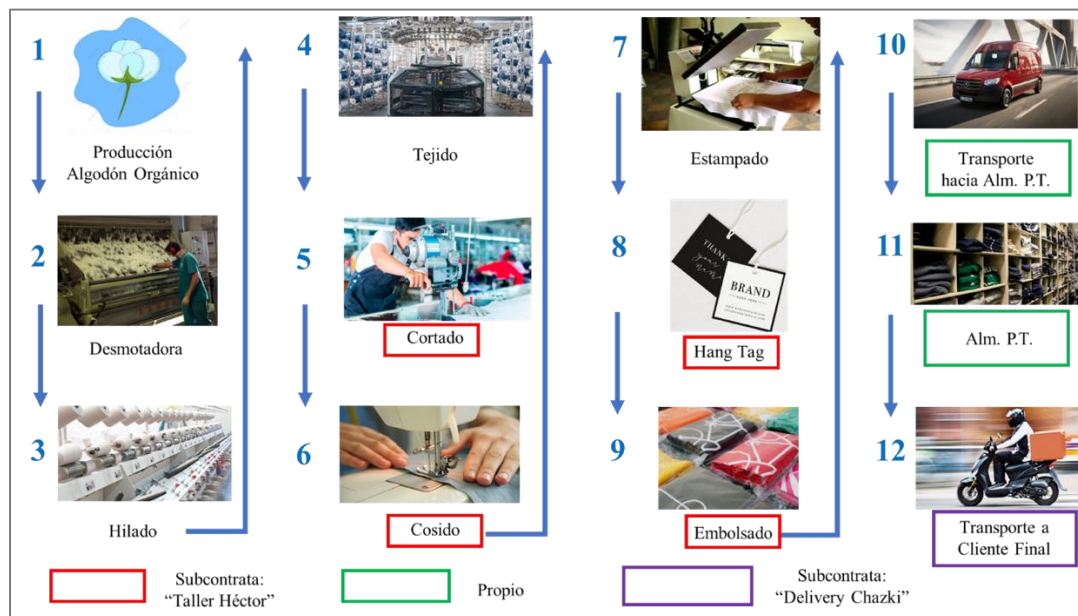 1
Producción
Algodón Orgánico
2
Desmotadora
3
Hilado
4
Tejido
5
Cortado
6
Cosido
7
Estampado
8
THANK
your
BRAND
Hang Tag
9
Embolsado
10
Transporte
hacia Alm. P.T.
11
Alm. P.T.
12
Transporte a
Cliente Final
Subcontrata:
“Taller Héctor”
Propio
Subcontrata:
“Delivery Chazki”